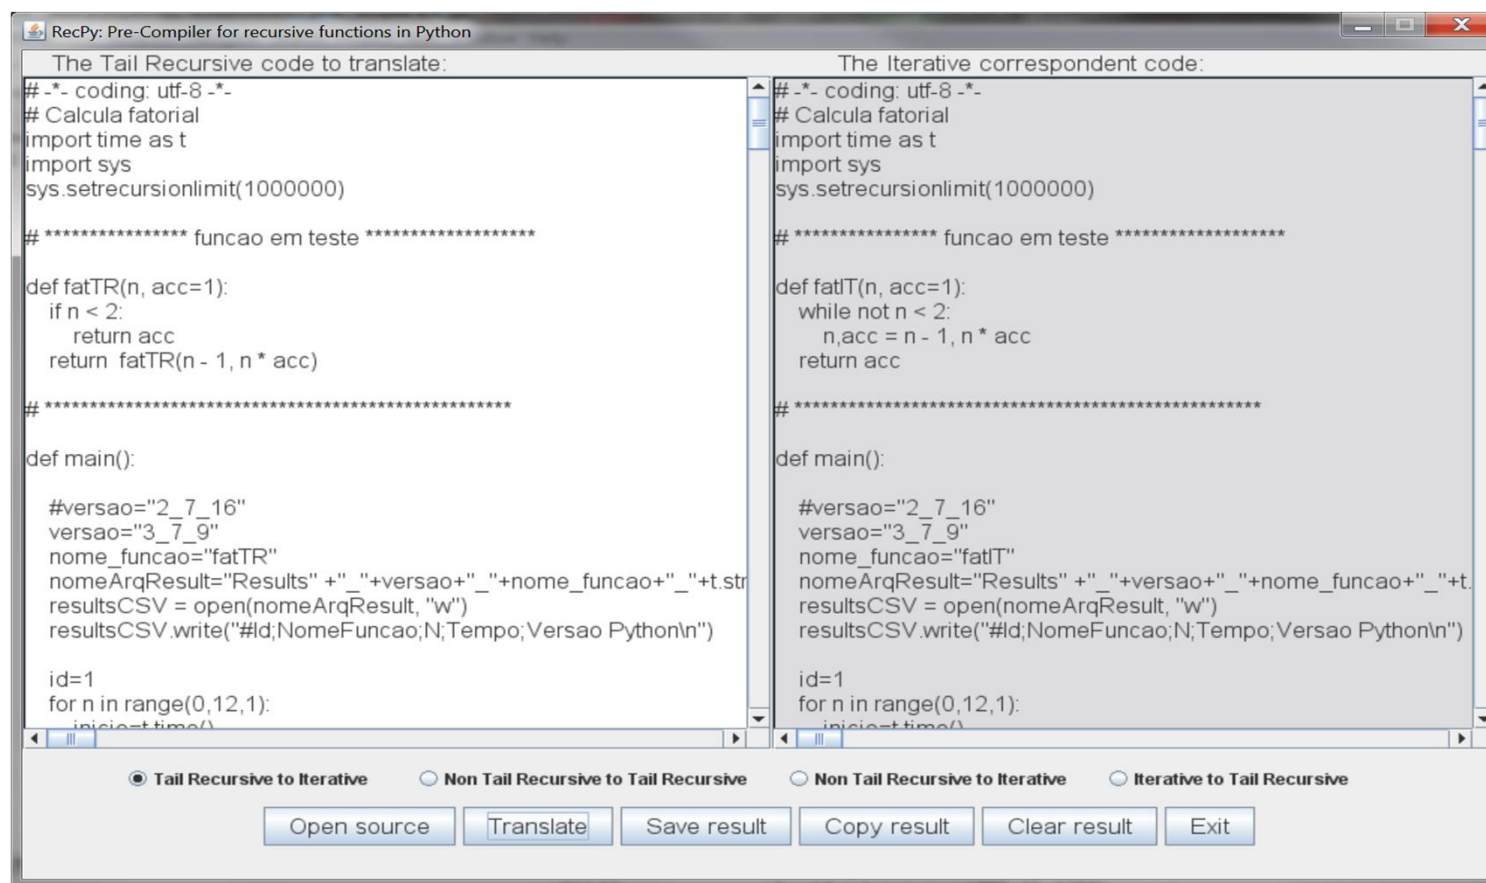 RecPy: Pre-Compiler for recursive functions in Python
The Tail Recursive code to translate:
# -*- coding: utf-8 -*-
# Calcula fatorial
import time as t
import sys
sys.setrecursionlimit(1000000)
# **************** funcao em teste *******************
def fatTR(n, acc=1):
if n < 2:
return acc
return  fatTR(n - 1, n * acc)
# ****************************************************
def main():
#versao="2_7_16"
versao="3_7_9"
nome_funcao="fatTR"
nomeArqResult="Results" +"_"+versao+"_"+nome_funcao+"_"+t.str
resultsCSV = open(nomeArqResult, "w")
resultsCSV.write("#Id;NomeFuncao;N;Tempo;Versao Python\n")
id=1
for n in range(0,12,1):
inicio=t.time()
The Iterative correspondent code:
# -*- coding: utf-8 -*-
# Calcula fatorial
import time as t
import sys
sys.setrecursionlimit(1000000)
# **************** funcao em teste *******************
def fatIT(n, acc=1):
while not n < 2:
n,acc = n - 1, n * acc
return acc
# ****************************************************
def main():
#versao="2_7_16"
versao="3_7_9"
nome_funcao="fatIT"
nomeArqResult="Results" +"_"+versao+"_"+nome_funcao+"_"+t.
resultsCSV = open(nomeArqResult, "w")
resultsCSV.write("#Id;NomeFuncao;N;Tempo;Versao Python\n")
id=1
for n in range(0,12,1):
inicio=t.time()
Tail Recursive to Iterative
Non Tail Recursive to Tail Recursive
Non Tail Recursive to Iterative
Iterative to Tail Recursive
Open source
Translate
Save result
Copy result
Clear result
Exit